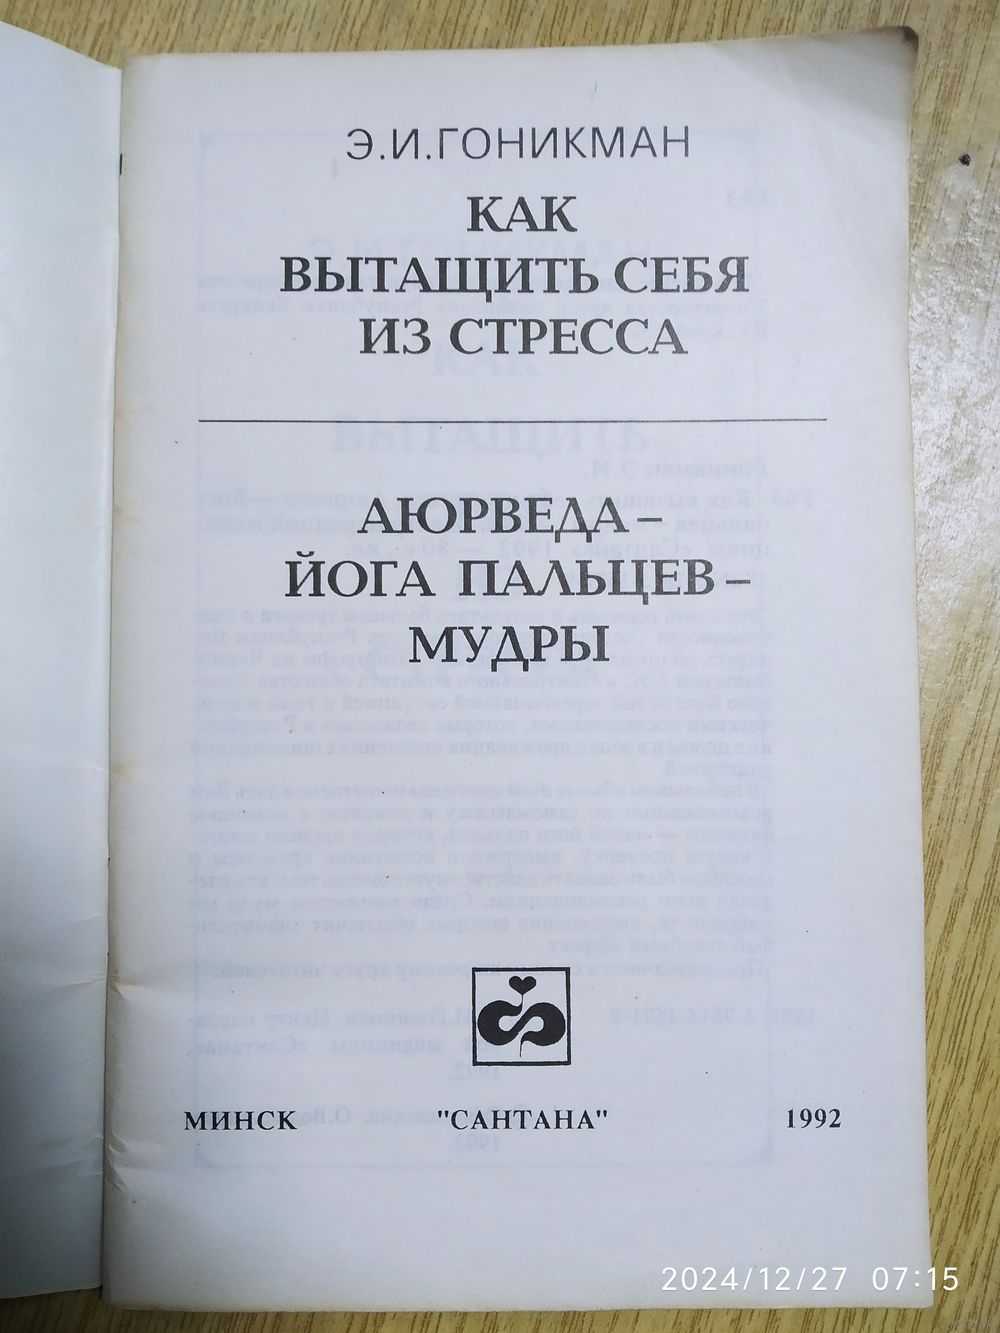 Э.И.ГОНИКМАН
КАК
ВЫТАЩИТЬ СЕБЯ
ИЗ СТРЕССА
АЮРВЕДА —
ЙОГА ПАЛЬЦЕВ —
МУДРЫ
МИНСК "САНТАНА" 1992
2024/12/27 07:15